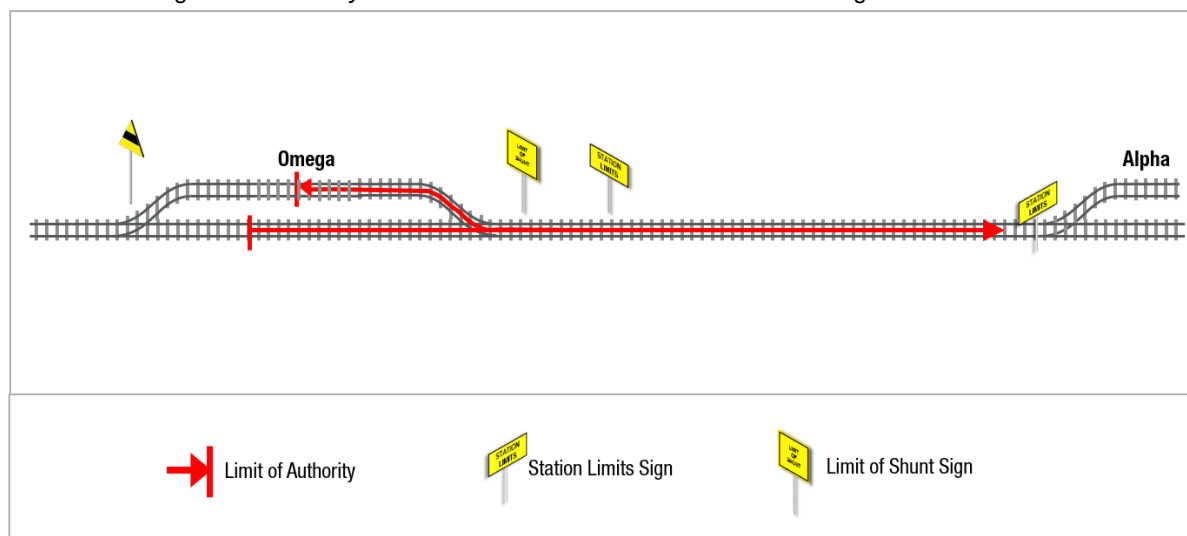 Omega
LIMIT
OF
SHUNT
STATION
LIMITS
STATION
LIMITS
Alpha
Limit of Authority
STATION
LIMITS
Station Limits Sign
LIMIT
OF
SHUNT
Limit of Shunt Sign